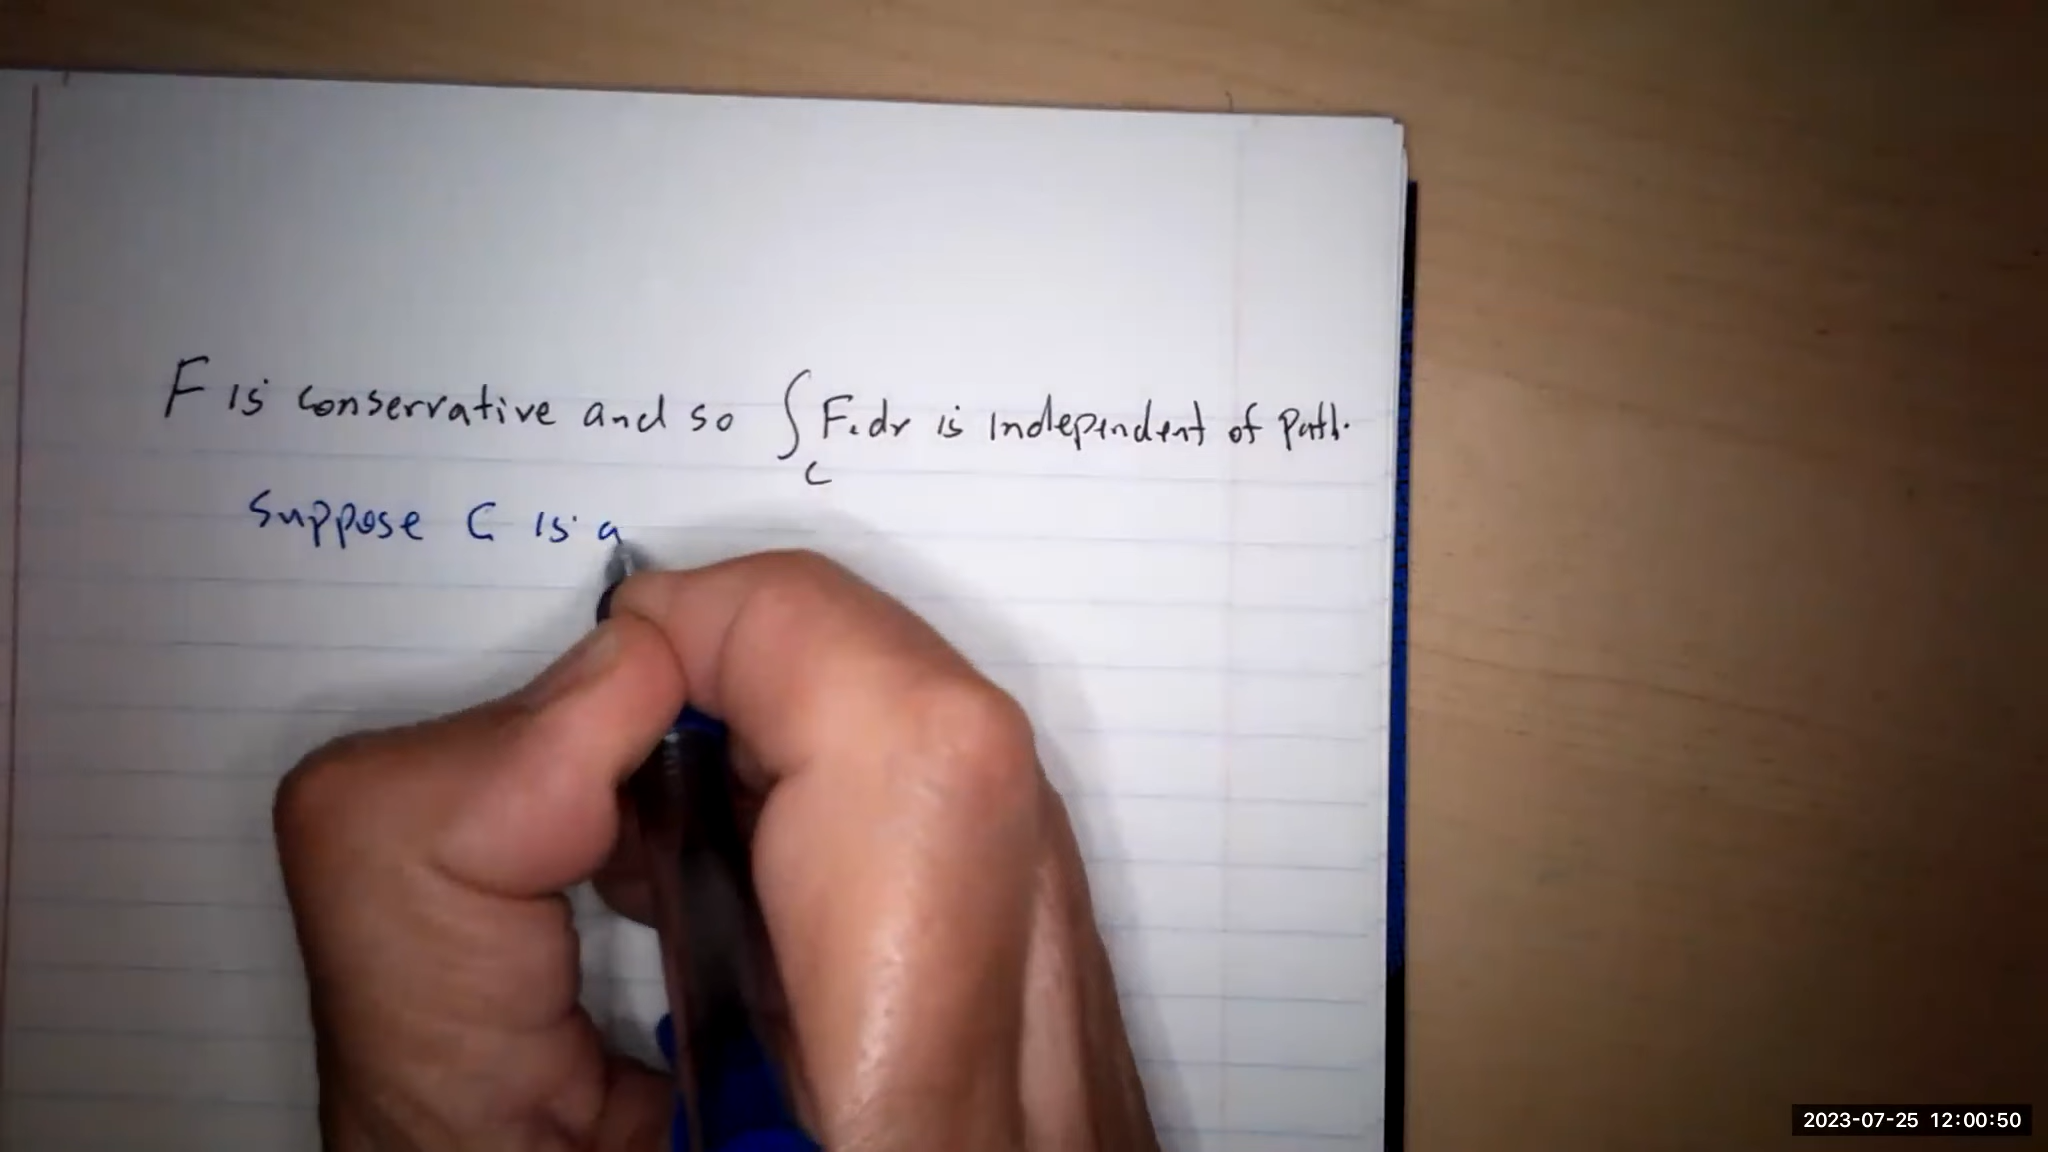 F is conservative and so ∫_C F.dr is independent of path.
Suppose C is a
2023-07-25 12:00:50